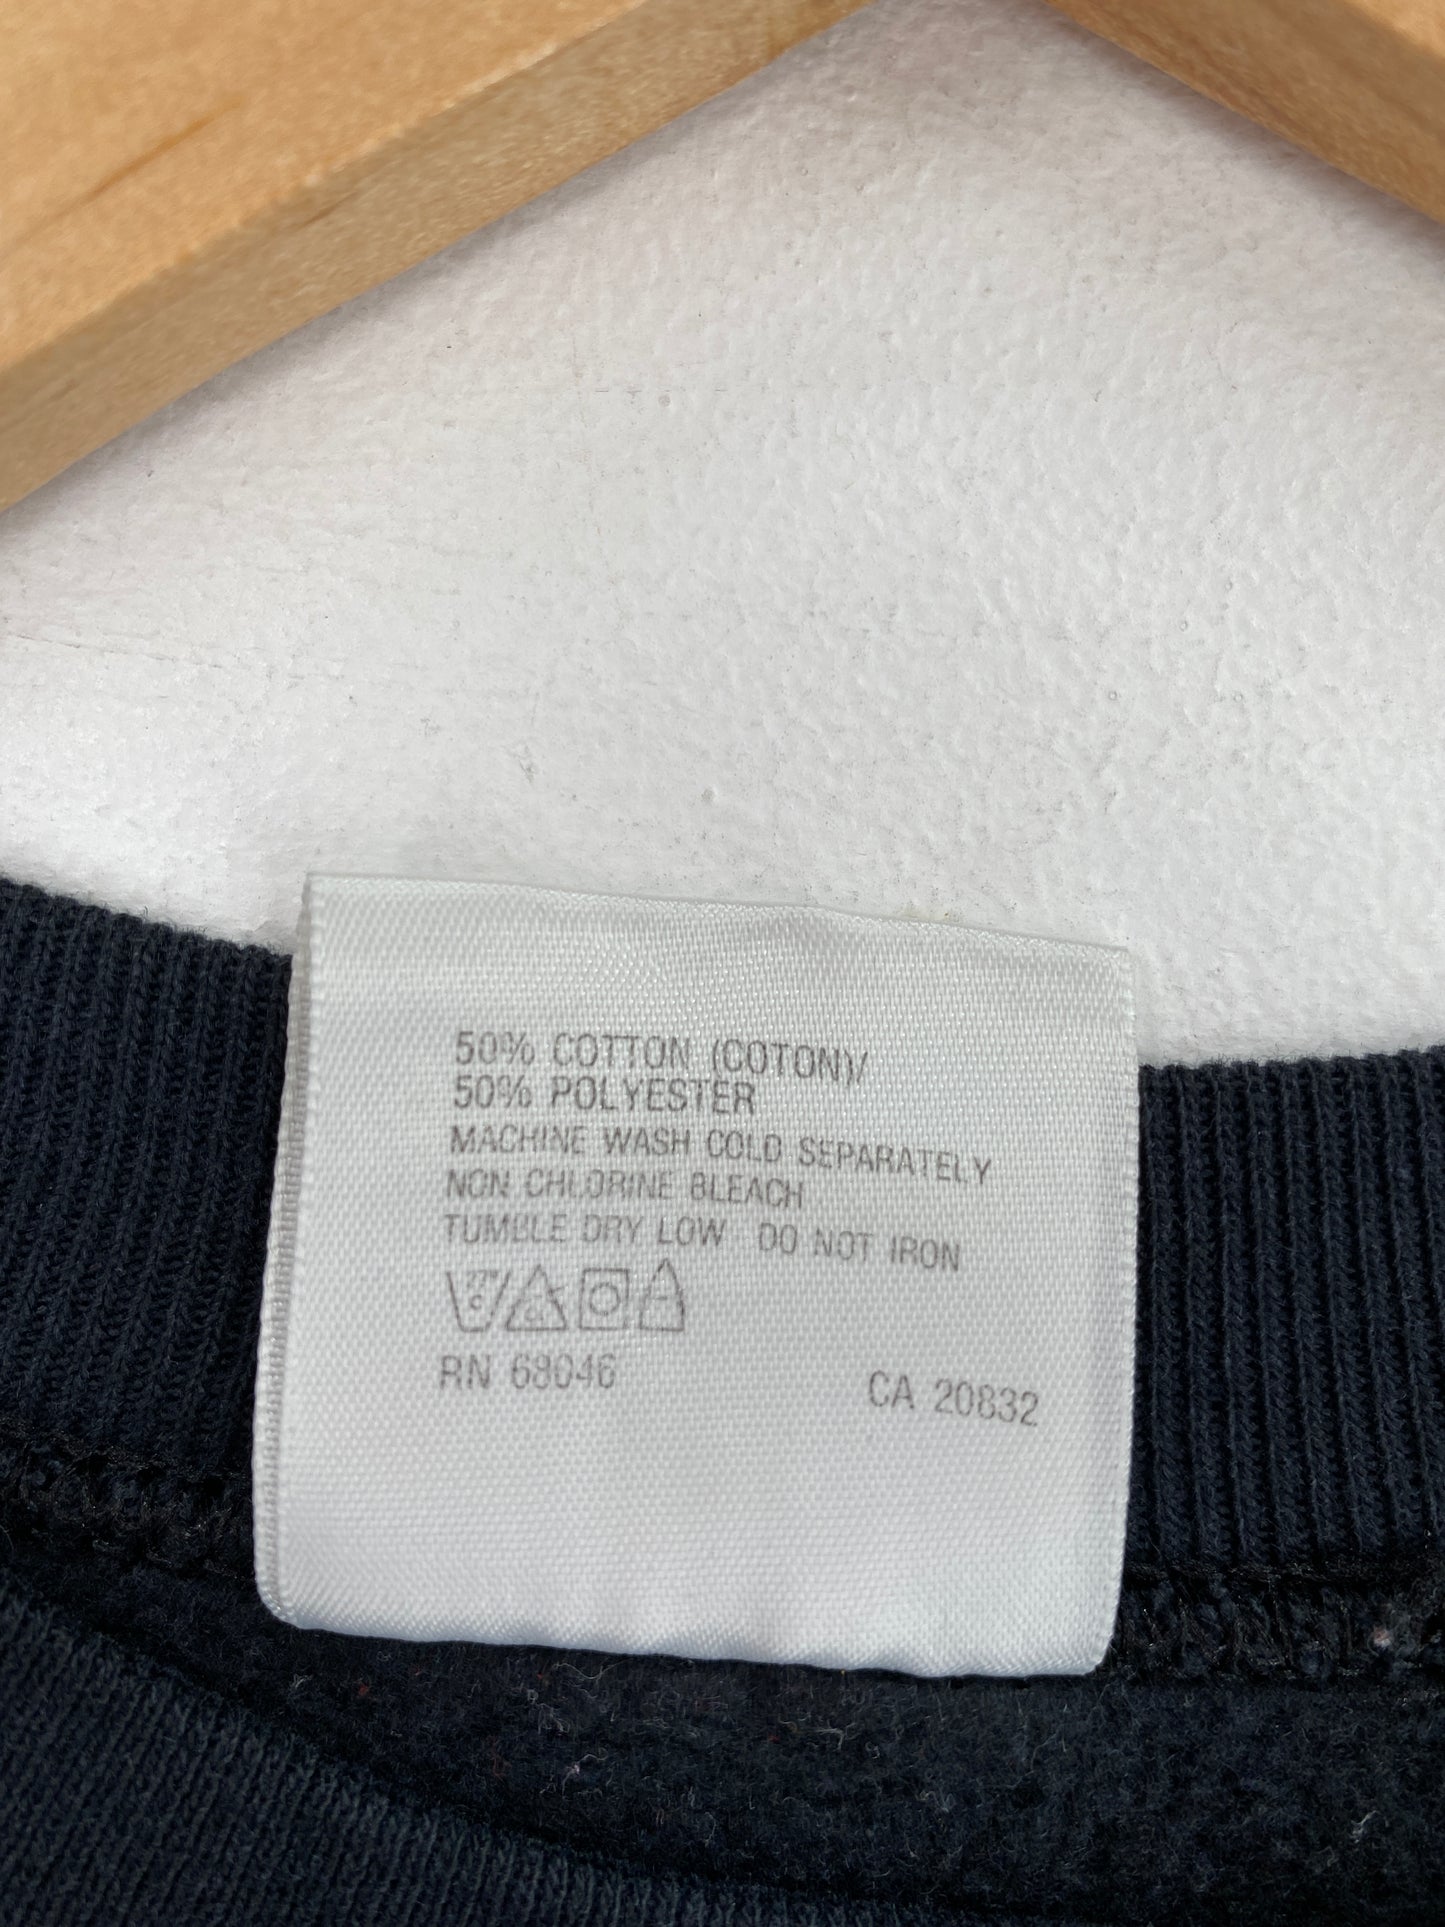 50% COTTON (COTON)/
50% POLYESTER
MACHINE WASH COLD SEPARATELY
NON CHLORINE BLEACH
TUMBLE DRY LOW DO NOT IRON
RN 68046 CA 20832